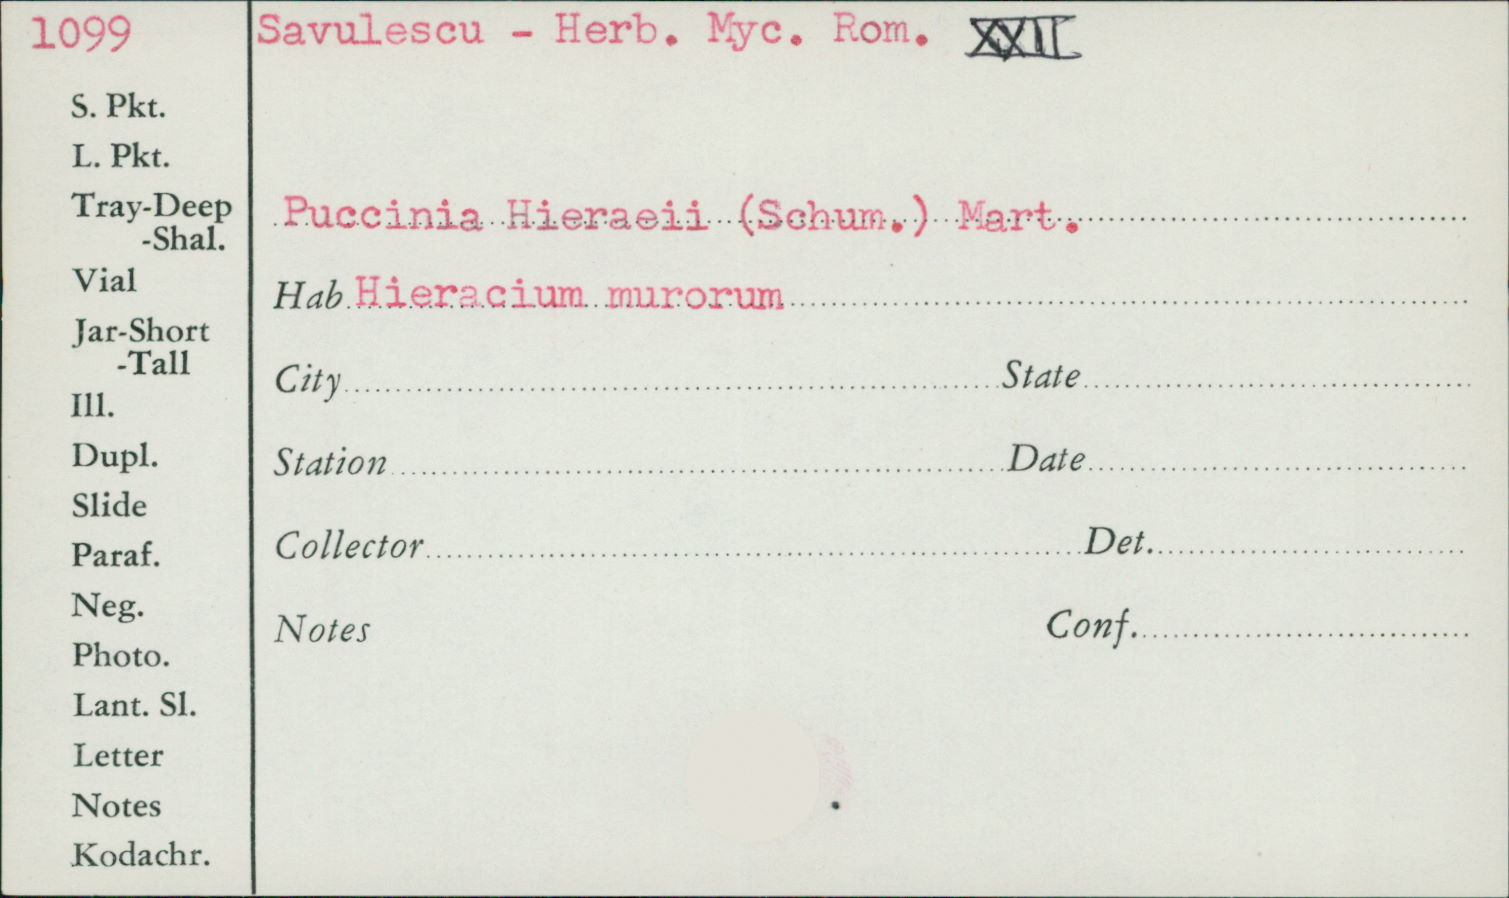 1099
Savulescu - Herb. Myc. Rom. XXII
S. Pkt.
L. Pkt.
Tray-Deep
-Shal.
Vial
Jar-Short
-Tall
Ill.
Dupl.
Slide
Paraf.
Neg.
Photo.
Lant. Sl.
Letter
Notes
Kodachr.
Puccinia Hieraeii (Schum.) Mart.
Hab Hieracium murorum
City State
Station Date
Collector Det.
Notes Conf.